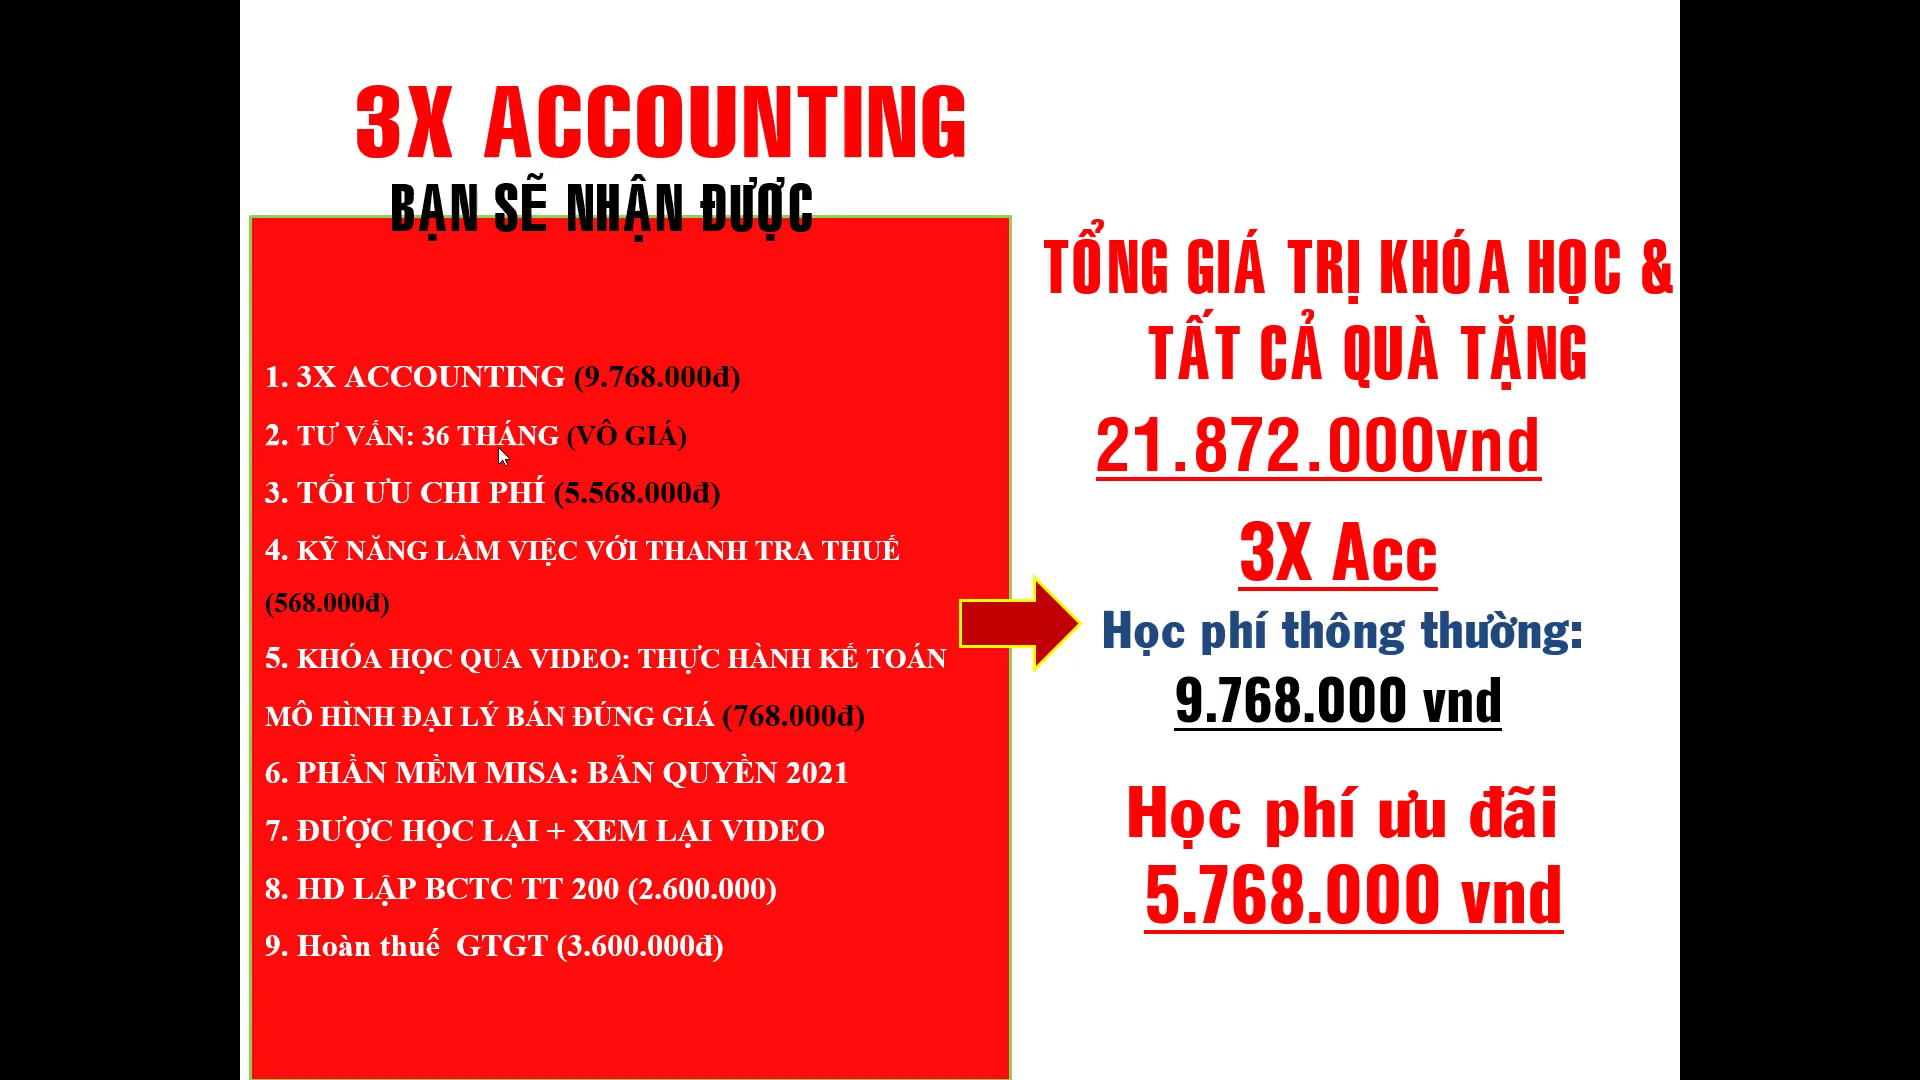 3X ACCOUNTING
BẠN SẼ NHẬN ĐƯỢC
1. 3X ACCOUNTING (9.768.000đ)
2. TƯ VẤN: 36 THÁNG (VÔ GIÁ)
3. TỐI ƯU CHI PHÍ (5.568.000đ)
4. KỸ NĂNG LÀM VIỆC VỚI THANH TRA THUẾ
(568.000đ)
5. KHÓA HỌC QUA VIDEO: THỰC HÀNH KẾ TOÁN
MÔ HÌNH ĐẠI LÝ BÁN ĐÚNG GIÁ (768.000đ)
6. PHẦN MỀM MISA: BẢN QUYỀN 2021
7. ĐƯỢC HỌC LẠI + XEM LẠI VIDEO
8. HD LẬP BCTC TT 200 (2.600.000)
9. Hoàn thuế GTGT (3.600.000đ)
TỔNG GIÁ TRỊ KHÓA HỌC &
TẤT CẢ QUÀ TẶNG
21.872.000vnd
3X Acc
Học phí thông thường:
9.768.000 vnd
Học phí ưu đãi
5.768.000 vnd